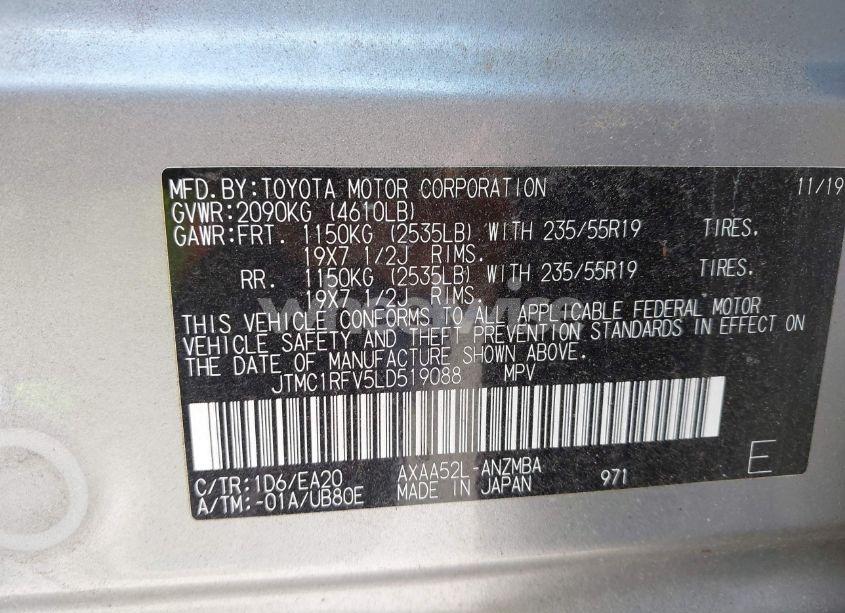 MFD.BY:TOYOTA MOTOR CORPORATION 11/19
GVWR:2090KG (4610LB)
GAWR:FRT. 1150KG (2535LB) WITH 235/55R19 TIRES.
19X7 1/2J RIMS.
RR. 1150KG (2535LB) WITH 235/55R19 TIRES.
19X7 1/2J RIMS.
THIS VEHICLE CONFORMS TO ALL APPLICABLE FEDERAL MOTOR
VEHICLE SAFETY AND THEFT PREVENTION STANDARDS IN EFFECT ON
THE DATE OF MANUFACTURE SHOWN ABOVE.
JTMC1RFV5LD519088 MPV
C/TR:1D6/EA20 AXAA52L-ANZMBA 971 E
A/TM:-01A/UB80E MADE IN JAPAN